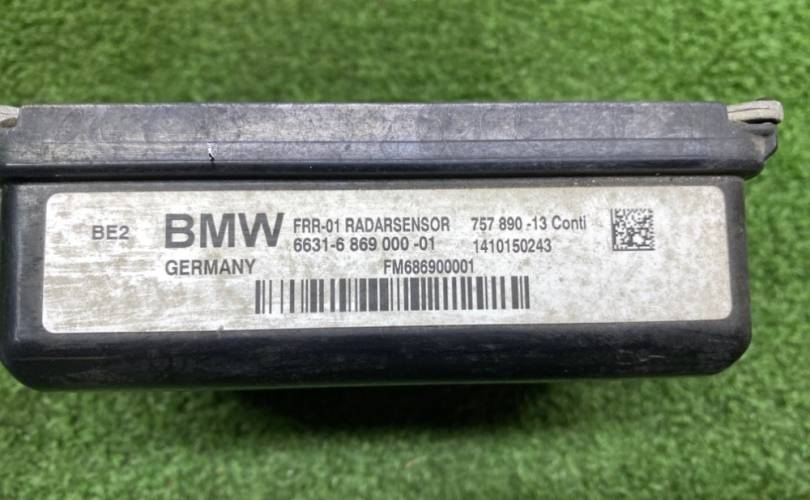 BE2 BMW FRR-01 RADARSENSOR 757 890 -13 Conti
6631-6 869 000 -01 1410150243
GERMANY FM686900001